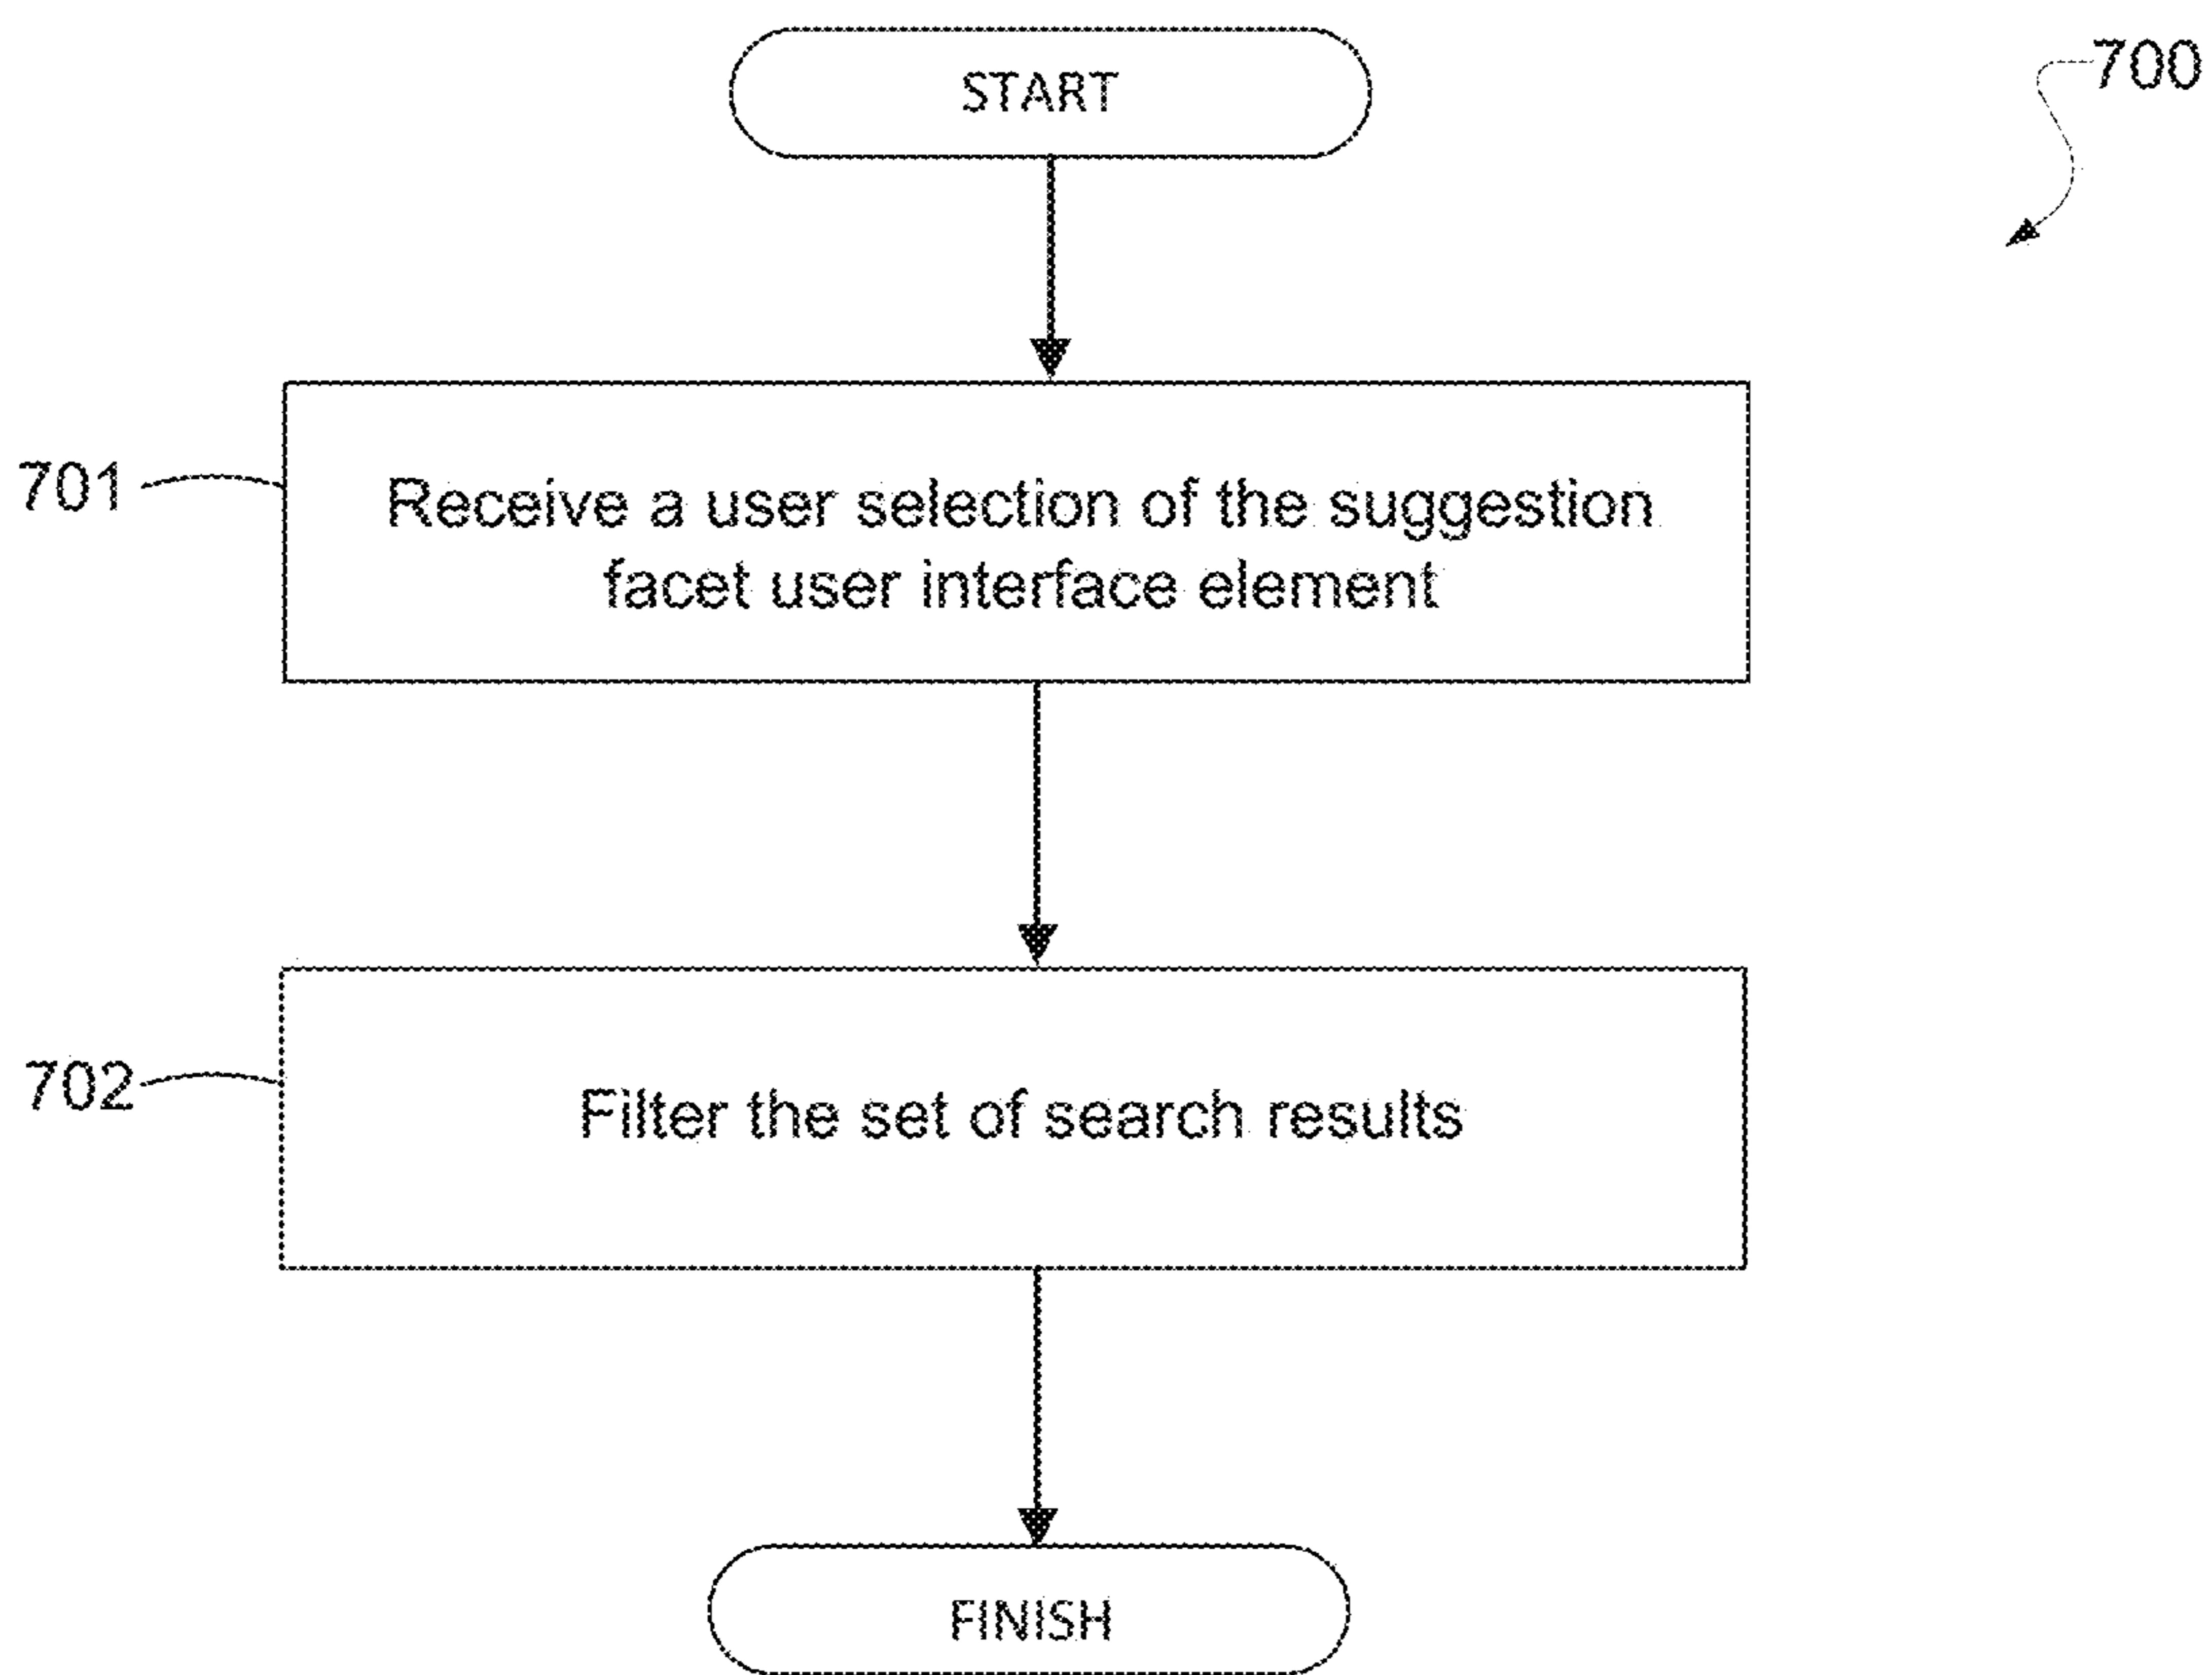 START
700
701
Receive a user selection of the suggestion
facet user interface element
702
Filter the set of search results
FINISH